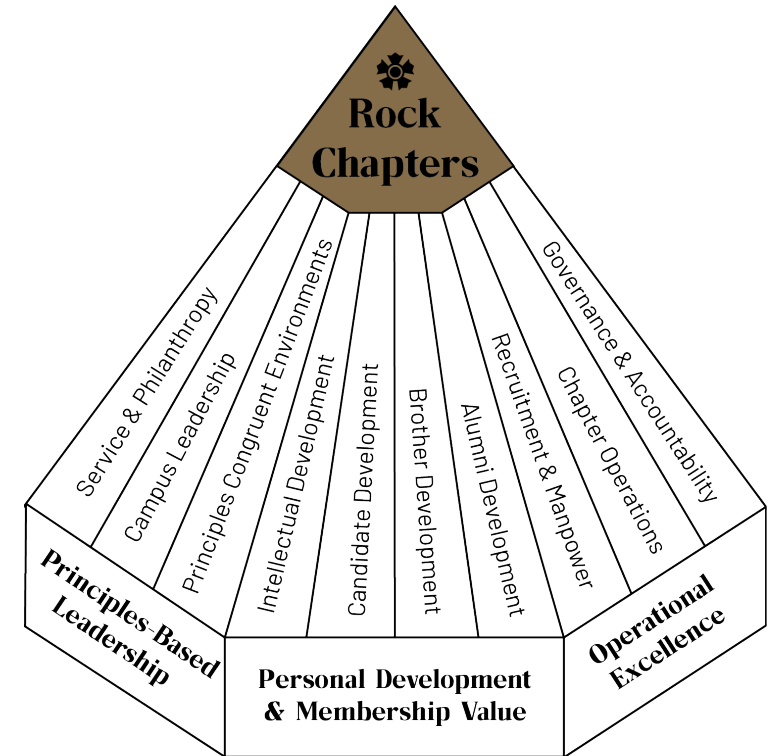 Rock
Chapters
Service & Philanthropy
Campus Leadership
Principles Congruent Environments
Intellectual Development
Candidate Development
Brother Development
Alumni Development
Recruitment & Manpower
Chapter Operations
Governance & Accountability
Principles-Based
Leadership
Personal Development
& Membership Value
Operational
Excellence